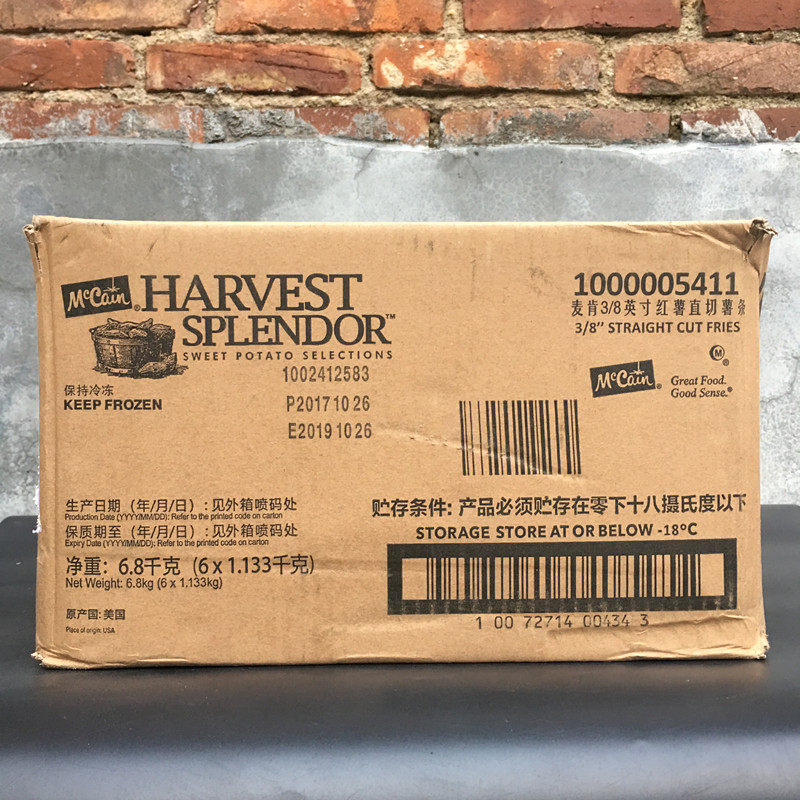 McCain
HARVEST
SPLENDOR™
SWEET POTATO SELECTIONS
1002412583
保持冷冻
KEEP FROZEN
P2017 10 26
E2019 10 26
1000005411
麦肯3/8英寸红薯直切薯条
3/8" STRAIGHT CUT FRIES
M
McCain
Great Food.
Good Sense.®
生产日期（年/月/日）: 见外箱喷码处
Production Date (YYYY/MM/DD): Refer to the printed code on carton
保质期至（年/月/日）: 见外箱喷码处
Expiry Date (YYYY/MM/DD): Refer to the printed code on carton
净重: 6.8千克（6 x 1.133千克）
Net Weight: 6.8kg (6 x 1.133kg)
原产国: 美国
Place of origin: USA
贮存条件: 产品必须贮存在零下十八摄氏度以下
STORAGE STORE AT OR BELOW -18ºC
1 00 72714 00434 3